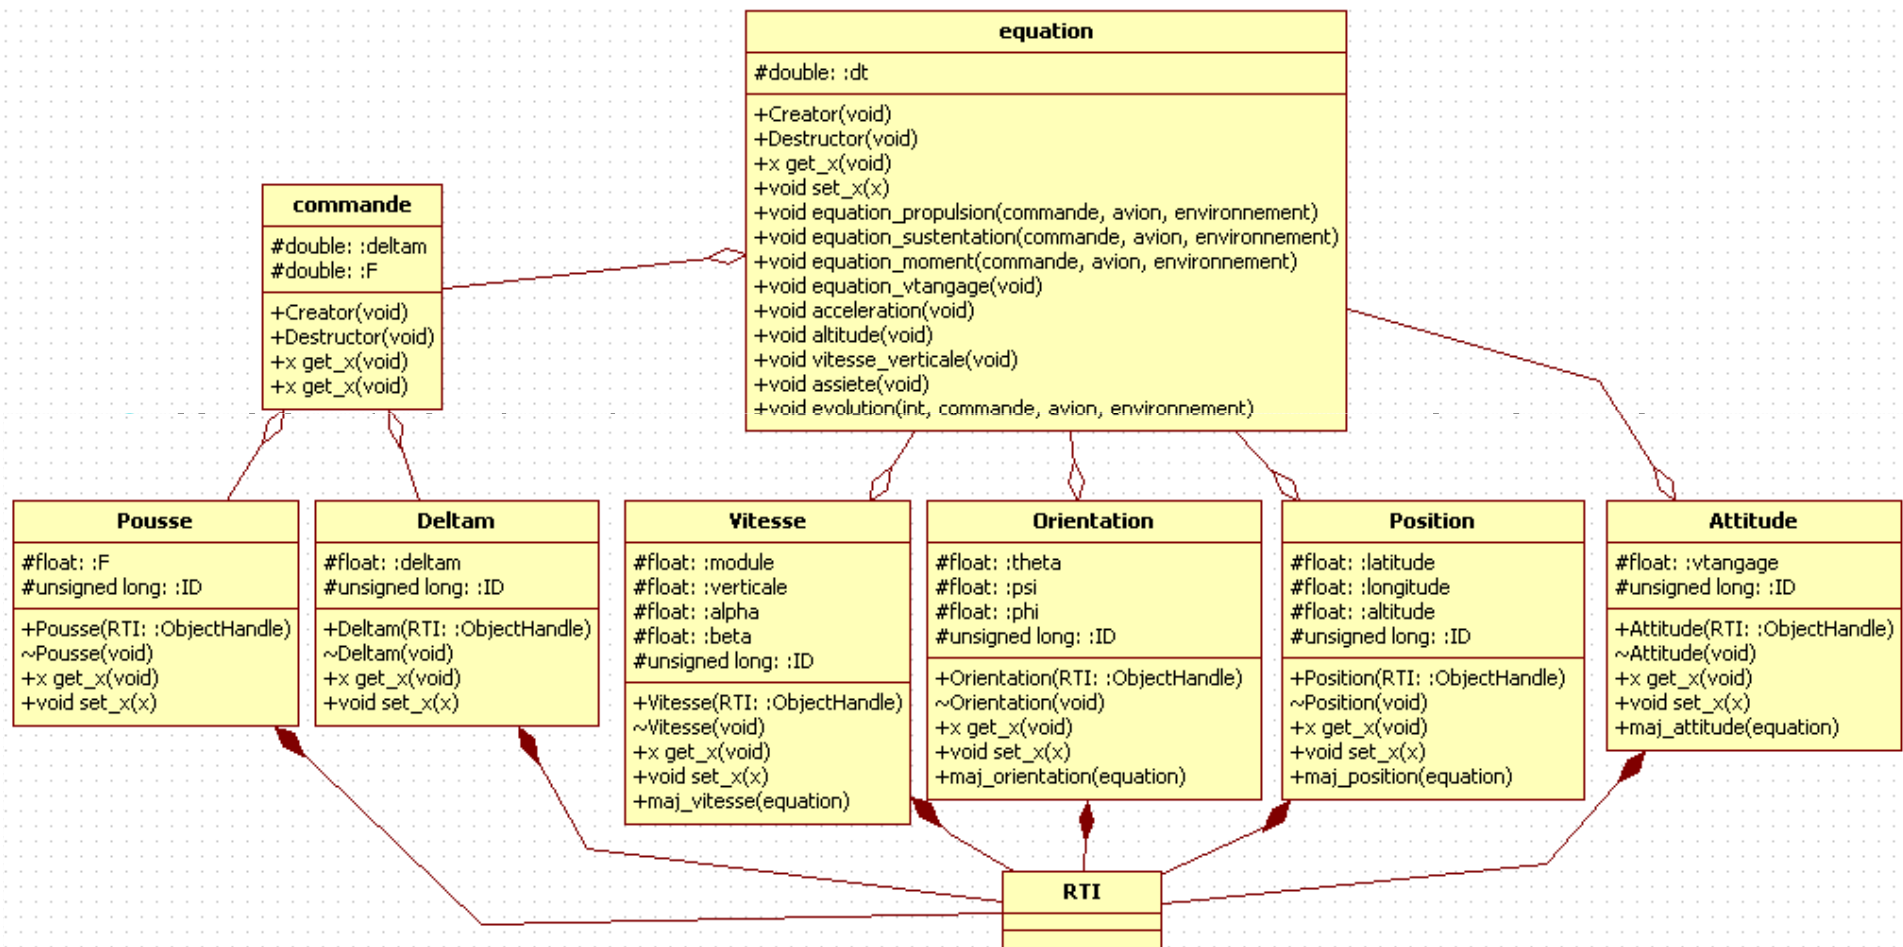 equation
#double: :dt
+Creator(void)
+Destructor(void)
+x get_x(void)
+void set_x(x)
+void equation_propulsion(commande, avion, environnement)
+void equation_sustentation(commande, avion, environnement)
+void equation_moment(commande, avion, environnement)
+void equation_vtangage(void)
+void acceleration(void)
+void altitude(void)
+void vitesse_verticale(void)
+void assiete(void)
+void evolution(int, commande, avion, environnement)
commande
#double: :deltam
#double: :F
+Creator(void)
+Destructor(void)
+x get_x(void)
+x get_x(void)
Pousse
#float: :F
#unsigned long: :ID
+Pousse(RTI: :ObjectHandle)
~Pousse(void)
+x get_x(void)
+void set_x(x)
Deltam
#float: :deltam
#unsigned long: :ID
+Deltam(RTI: :ObjectHandle)
~Deltam(void)
+x get_x(void)
+void set_x(x)
Vitesse
#float: :module
#float: :verticale
#float: :alpha
#float: :beta
#unsigned long: :ID
+Vitesse(RTI: :ObjectHandle)
~Vitesse(void)
+x get_x(void)
+void set_x(x)
+maj_vitesse(equation)
Orientation
#float: :theta
#float: :psi
#float: :phi
#unsigned long: :ID
+Orientation(RTI: :ObjectHandle)
~Orientation(void)
+x get_x(void)
+void set_x(x)
+maj_orientation(equation)
Position
#float: :latitude
#float: :longitude
#float: :altitude
#unsigned long: :ID
+Position(RTI: :ObjectHandle)
~Position(void)
+x get_x(void)
+void set_x(x)
+maj_position(equation)
Attitude
#float: :vtangage
#unsigned long: :ID
+Attitude(RTI: :ObjectHandle)
~Attitude(void)
+x get_x(void)
+void set_x(x)
+maj_attitude(equation)
RTI